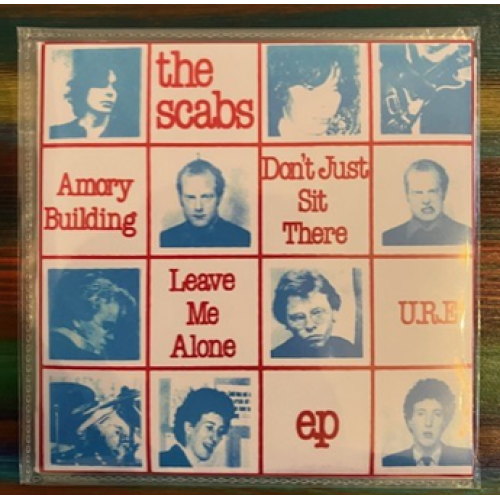 the
scabs
Amory
Building
Don't Just
Sit
There
Leave
Me
Alone
U.R.E
ep